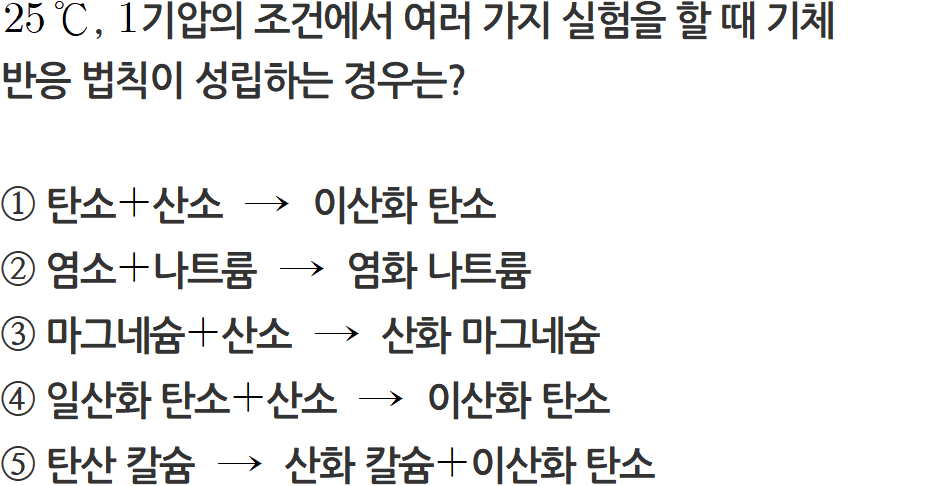 25 ℃, 1기압의 조건에서 여러 가지 실험을 할 때 기체
반응 법칙이 성립하는 경우는?
① 탄소+산소 → 이산화 탄소
② 염소+나트륨 → 염화 나트륨
③ 마그네슘+산소 → 산화 마그네슘
④ 일산화 탄소+산소 → 이산화 탄소
⑤ 탄산 칼슘 → 산화 칼슘+이산화 탄소